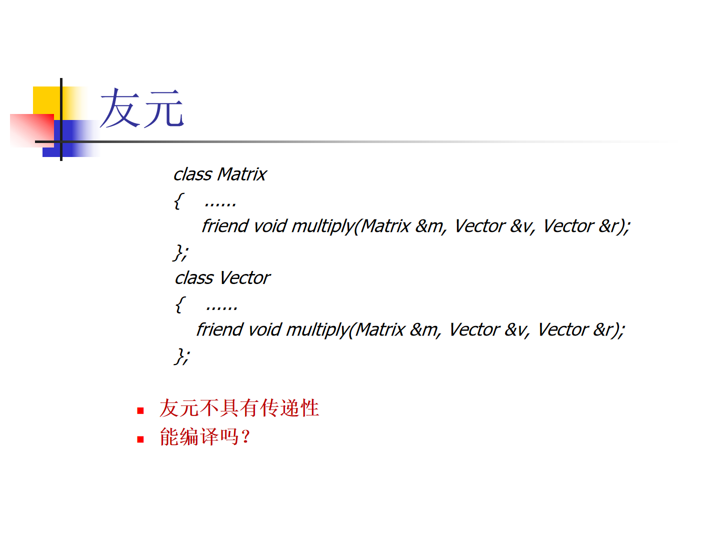 友元
class Matrix
{ ......
friend void multiply(Matrix &m, Vector &v, Vector &r);
};
class Vector
{ ......
friend void multiply(Matrix &m, Vector &v, Vector &r);
};
友元不具有传递性
能编译吗？